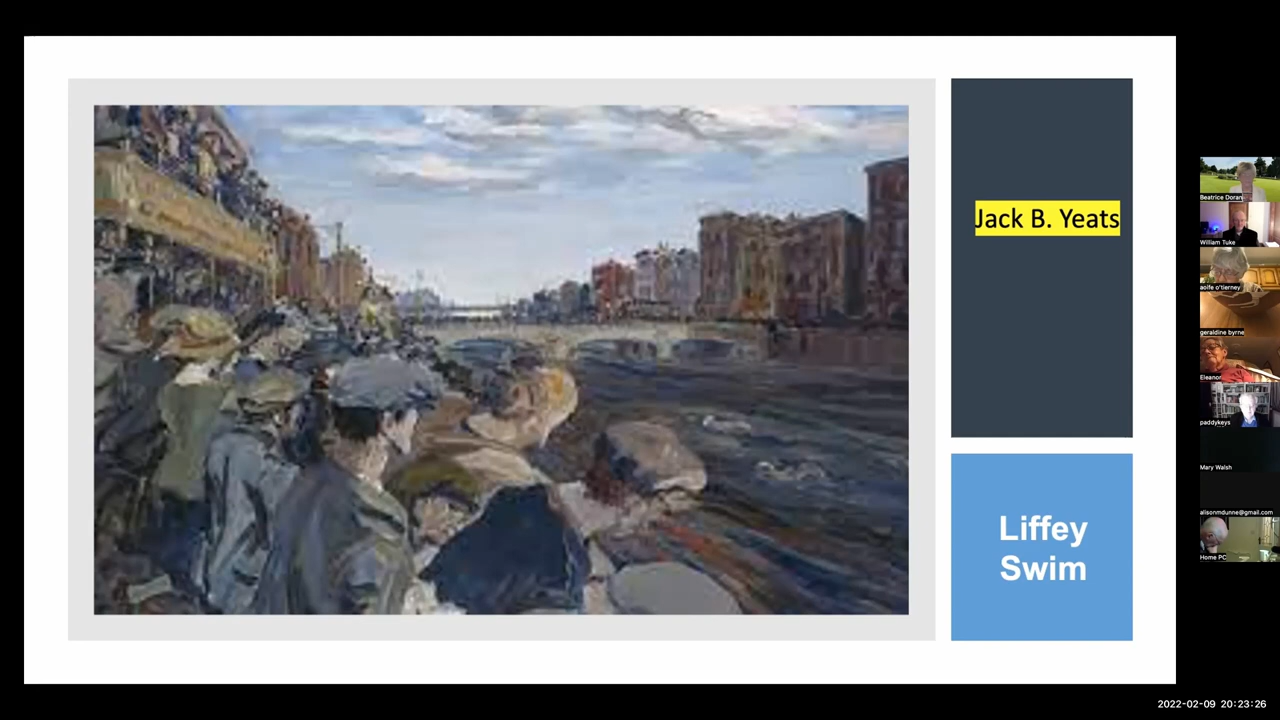 Jack B. Yeats
Liffey
Swim
Beatrice Doran
William Tuke
aoife o'tierney
geraldine byrne
Eleanor
paddykeys
Mary Walsh
alisonmdunne@gmail.com
Home PC
2022-02-09 20:23:26